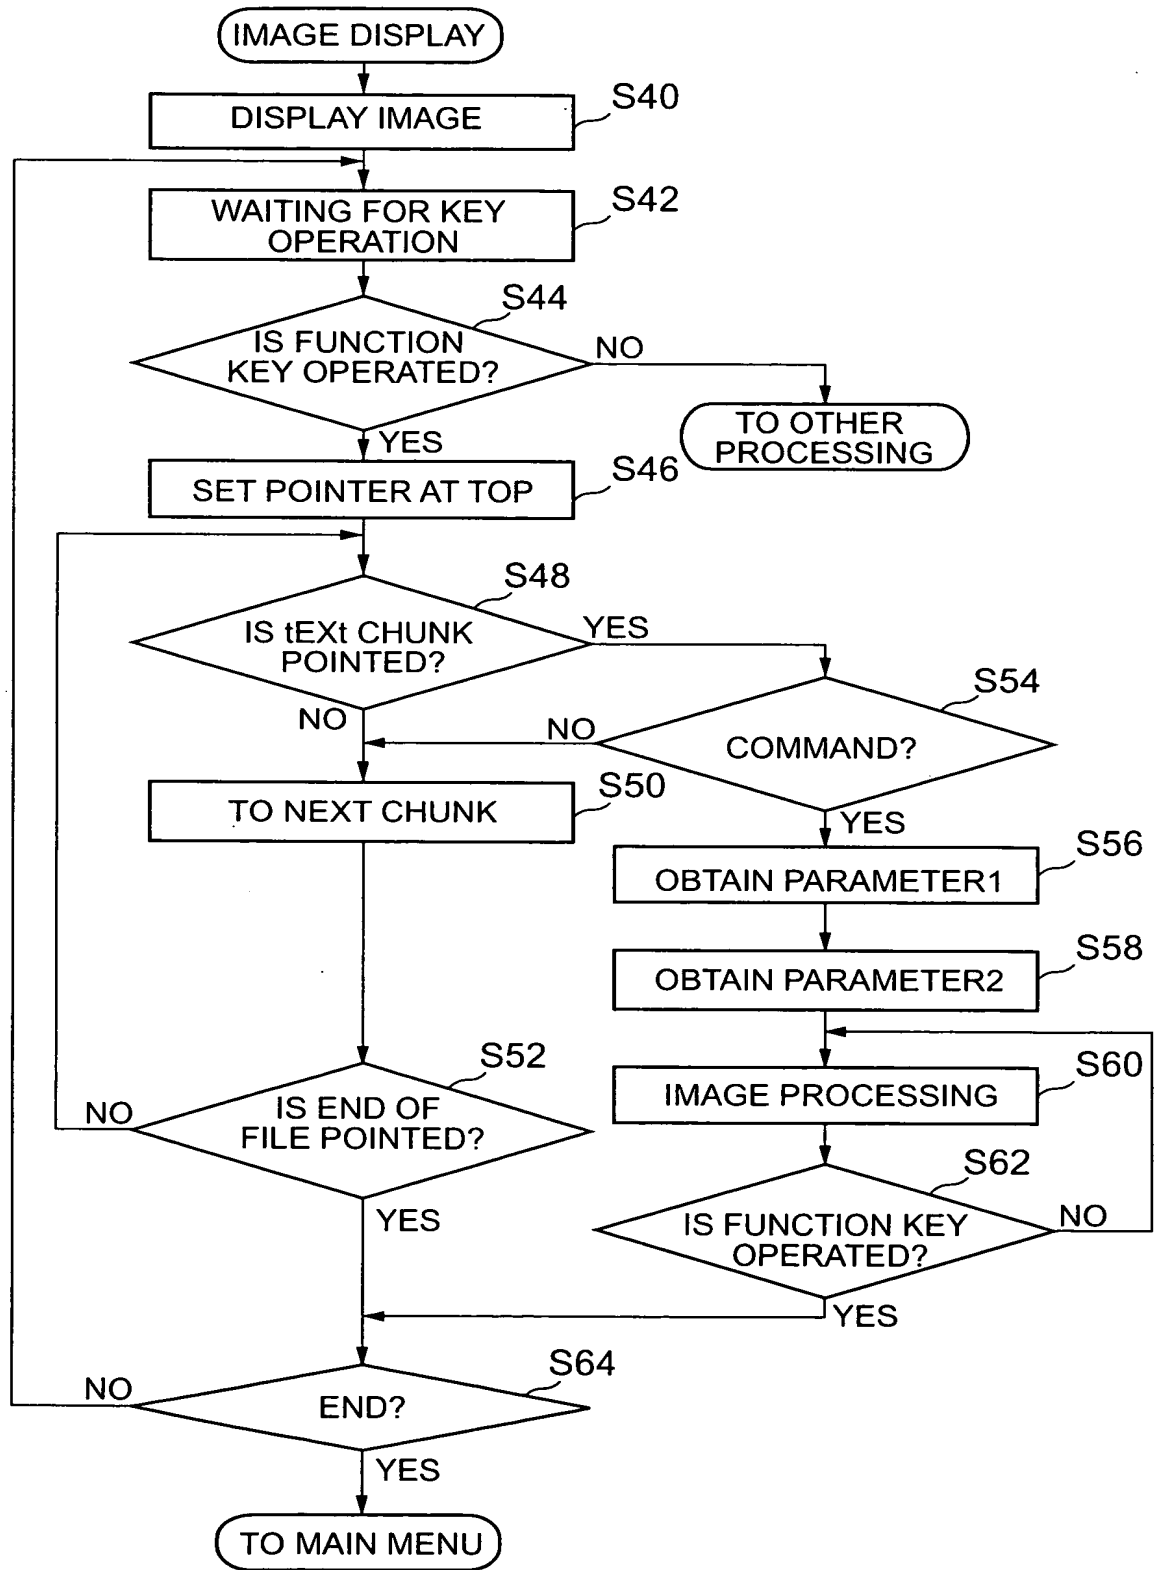 IMAGE DISPLAY
DISPLAY IMAGE
S40
WAITING FOR KEY
OPERATION
S42
S44
IS FUNCTION
KEY OPERATED?
NO
TO OTHER
PROCESSING
YES
SET POINTER AT TOP
S46
S48
IS tEXt CHUNK
POINTED?
YES
NO
S54
COMMAND?
NO
YES
TO NEXT CHUNK
S50
OBTAIN PARAMETER1
S56
OBTAIN PARAMETER2
S58
S52
IS END OF
FILE POINTED?
NO
YES
IMAGE PROCESSING
S60
S62
IS FUNCTION KEY
OPERATED?
NO
YES
S64
END?
NO
YES
TO MAIN MENU